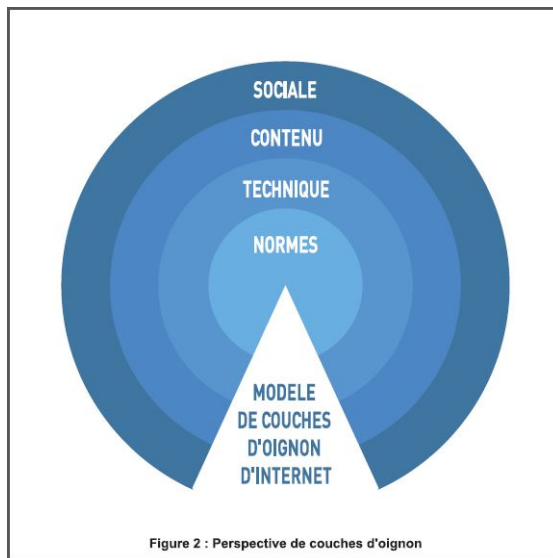 SOCIALE
CONTENU
TECHNIQUE
NORMES
MODELE
DE COUCHES
D'OIGNON
D'INTERNET
Figure 2 : Perspective de couches d'oignon